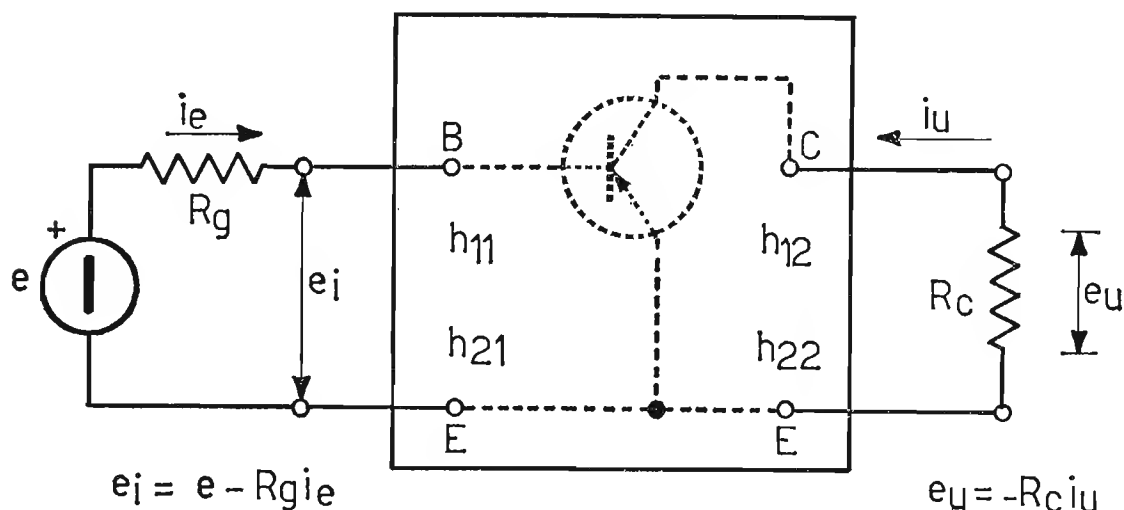 ie
iu
B
C
+
Rg
h11
h12
e
ei
Rc
eu
h21
h22
E
E
ei = e - Rgie
eu = -Rciu